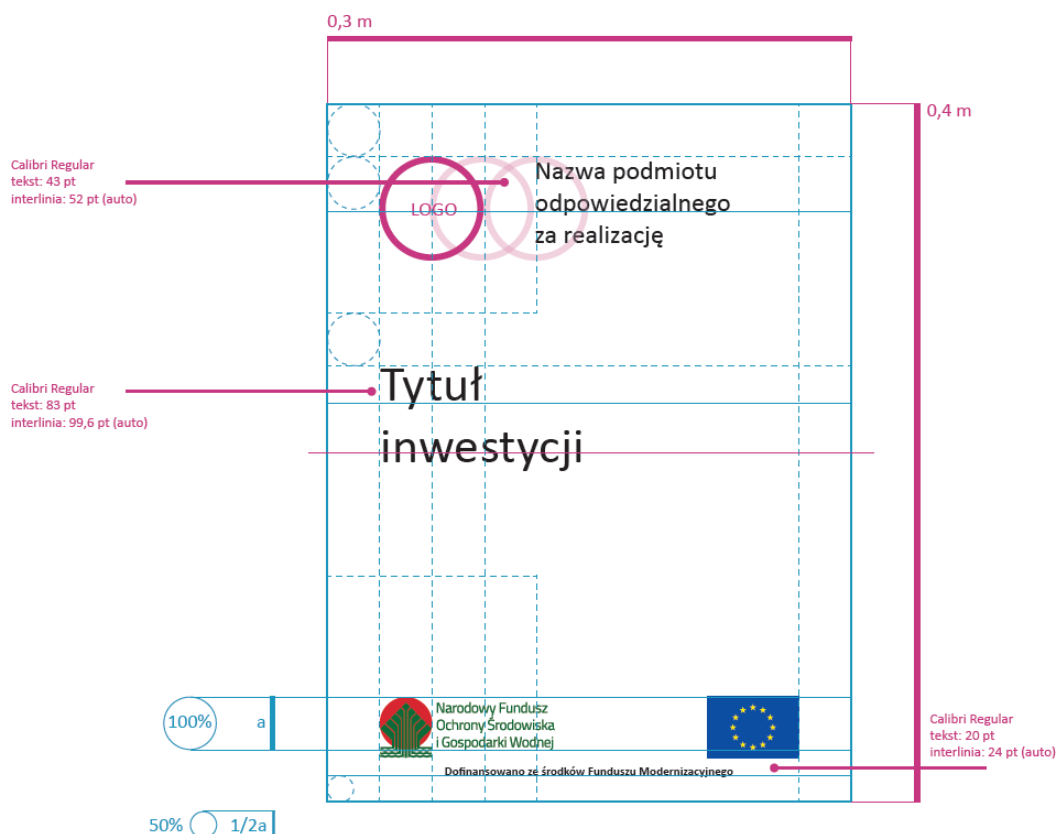 0,3 m
0,4 m
Calibri Regular
tekst: 43 pt
interlinia: 52 pt (auto)
LOGO
Nazwa podmiotu
odpowiedzialnego
za realizację
Calibri Regular
tekst: 83 pt
interlinia: 99,6 pt (auto)
Tytuł
inwestycji
100%
a
Narodowy Fundusz
Ochrony Środowiska
i Gospodarki Wodnej
Dofinansowano ze środków Funduszu Modernizacyjnego
Calibri Regular
tekst: 20 pt
interlinia: 24 pt (auto)
50%
1/2a